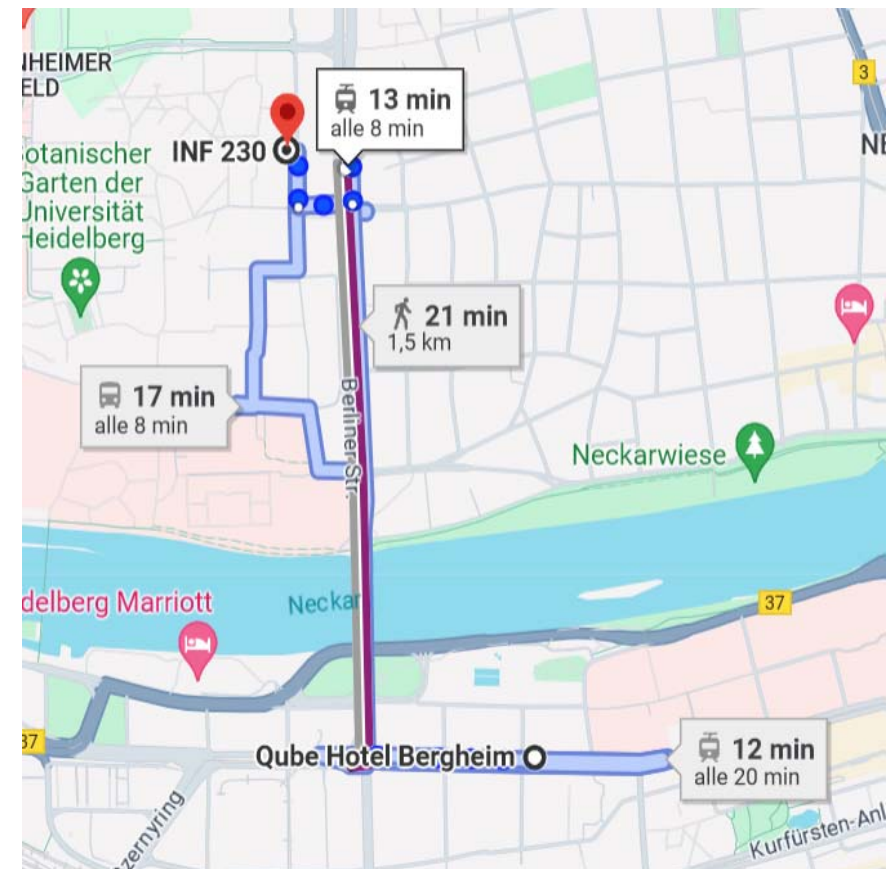 NHEIMER
ELD
13 min
alle 8 min
3
INF 230
NE
otanischer
Garten der
Universität
Heidelberg
21 min
1,5 km
17 min
alle 8 min
Berliner Str.
Neckarwiese
delberg Marriott
Neckar
37
37
Qube Hotel Bergheim
12 min
alle 20 min
zernyring
Kurfürsten-Anl